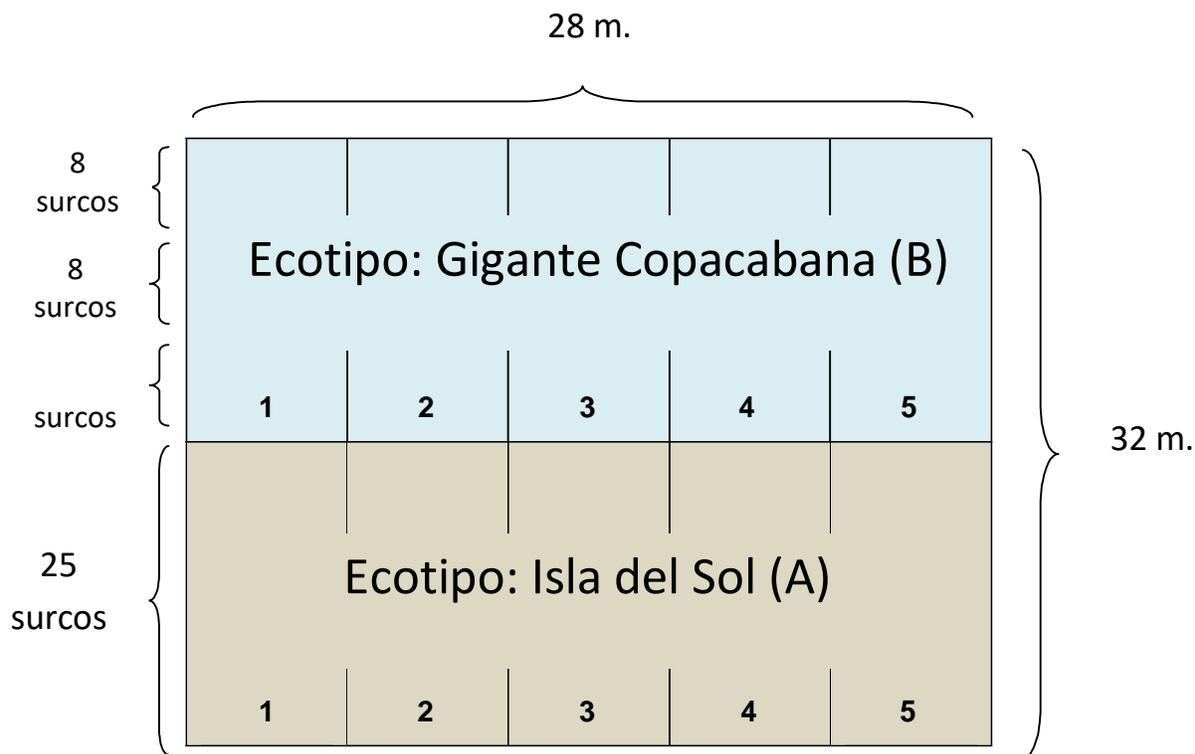 28 m.
8
surcos
8
surcos
Ecotipo: Gigante Copacabana (B)
surcos
1 2 3 4 5
32 m.
25
surcos
Ecotipo: Isla del Sol (A)
1 2 3 4 5